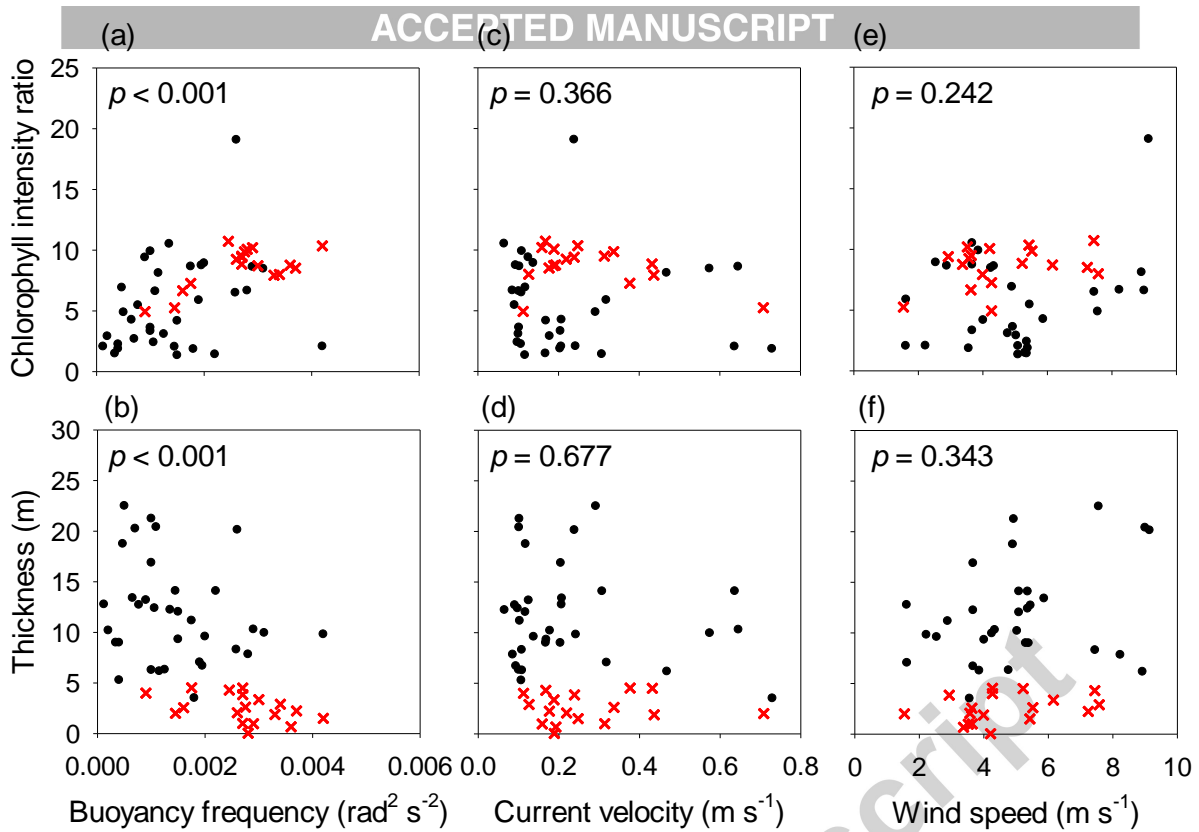 ACCEPTED MANUSCRIPT
(a) (c) (e)
Chlorophyll intensity ratio
25
20
15
10
5
0
p < 0.001
p = 0.366
p = 0.242
(b) (d) (f)
Thickness (m)
30
25
20
15
10
5
0
p < 0.001
p = 0.677
p = 0.343
0.000 0.002 0.004 0.006
0.0 0.2 0.4 0.6 0.8
0 2 4 6 8 10
Buoyancy frequency (rad² s⁻²)
Current velocity (m s⁻¹)
Wind speed (m s⁻¹)
script